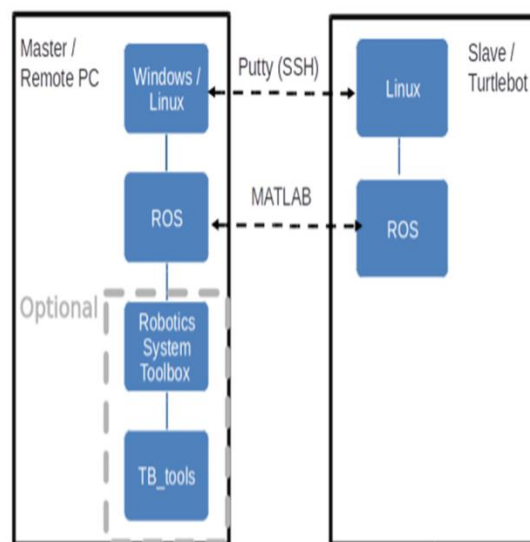 Master /
Remote PC
Windows /
Linux
Putty (SSH)
Linux
Slave /
Turtlebot
ROS
MATLAB
ROS
Optional
Robotics
System
Toolbox
TB_tools